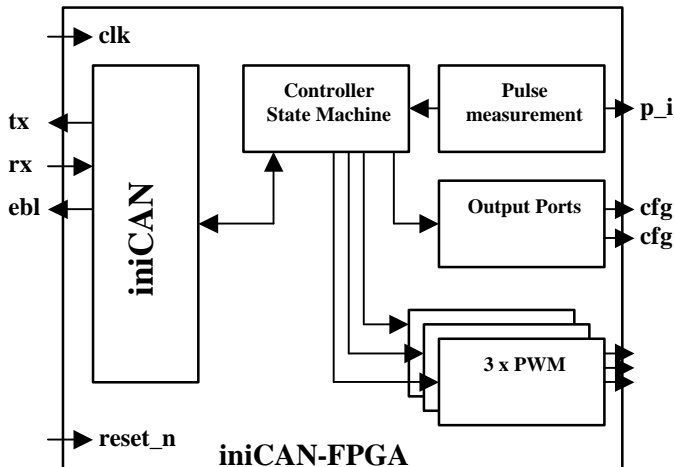 clk
Controller
State Machine
Pulse
measurement
tx
p_i
rx
ebl
iniCAN
Output Ports
cfg
cfg
3 x PWM
reset_n
iniCAN-FPGA